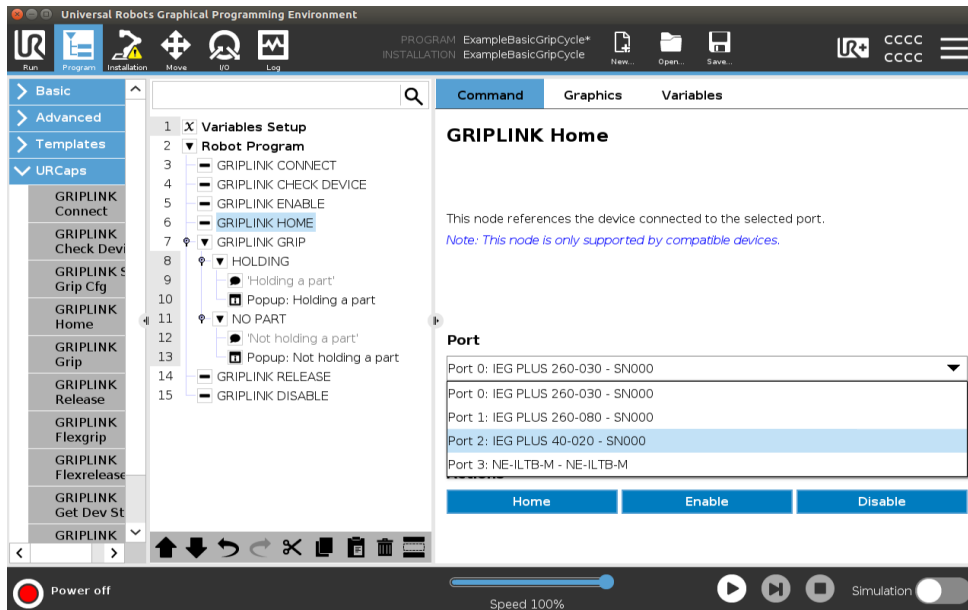 Universal Robots Graphical Programming Environment
UR
Run
Program
Installation
Move
I/O
Log
PROGRAM ExampleBasicGripCycle*
INSTALLATION ExampleBasicGripCycle
New...
Open...
Save...
UR+
CCCC
CCCC
Basic
Advanced
Templates
URCaps
GRIPLINK
Connect
GRIPLINK
Check Devi
GRIPLINK S
Grip Cfg
GRIPLINK
Home
GRIPLINK
Grip
GRIPLINK
Release
GRIPLINK
Flexgrip
GRIPLINK
Flexrelease
GRIPLINK
Get Dev St
GRIPLINK
1 X Variables Setup
2 Robot Program
3 GRIPLINK CONNECT
4 GRIPLINK CHECK DEVICE
5 GRIPLINK ENABLE
6 GRIPLINK HOME
7 GRIPLINK GRIP
8 HOLDING
9 'Holding a part'
10 Popup: Holding a part
11 NO PART
12 'Not holding a part'
13 Popup: Not holding a part
14 GRIPLINK RELEASE
15 GRIPLINK DISABLE
Command Graphics Variables
GRIPLINK Home
This node references the device connected to the selected port.
Note: This node is only supported by compatible devices.
Port
Port 0: IEG PLUS 260-030 - SN000
Port 0: IEG PLUS 260-030 - SN000
Port 1: IEG PLUS 260-080 - SN000
Port 2: IEG PLUS 40-020 - SN000
Port 3: NE-ILTB-M - NE-ILTB-M
Home Enable Disable
Power off
Speed 100%
Simulation